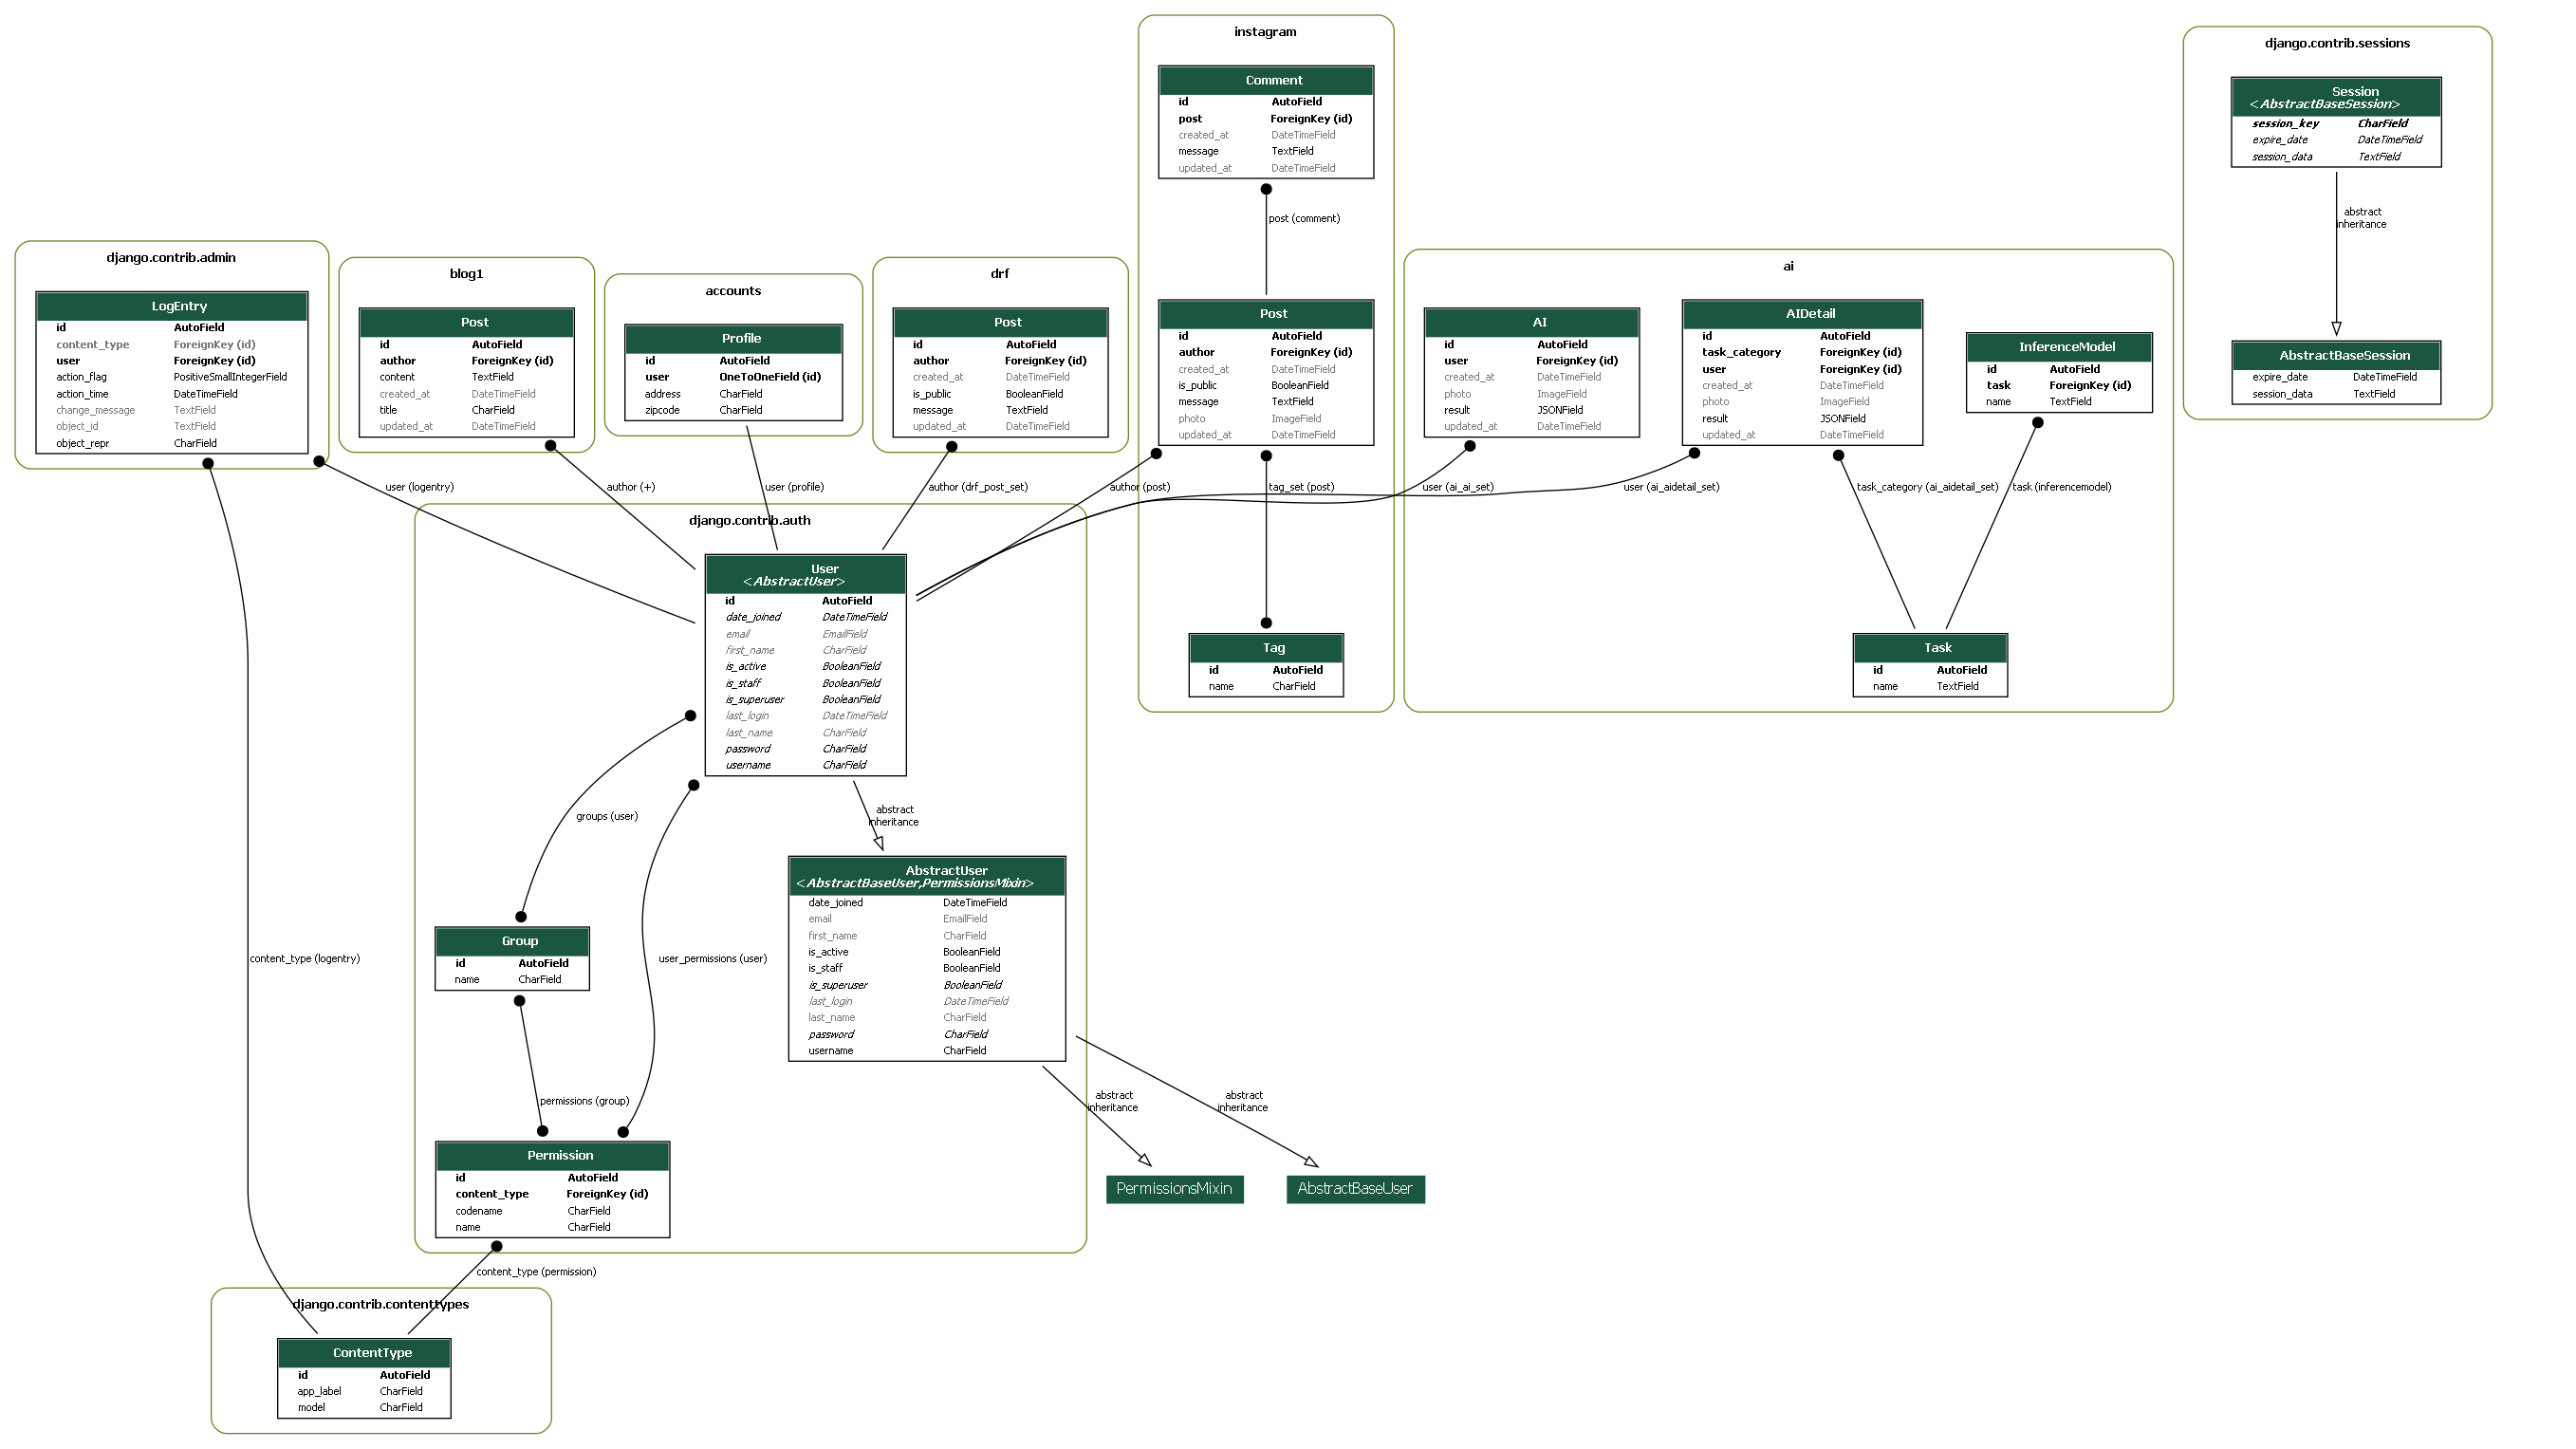 instagram
Comment
id AutoField
post ForeignKey (id)
created_at DateTimeField
message TextField
updated_at DateTimeField
post (comment)
django.contrib.sessions
Session
<AbstractBaseSession>
session_key CharField
expire_date DateTimeField
session_data TextField
abstract
inheritance
AbstractBaseSession
expire_date DateTimeField
session_data TextField
django.contrib.admin
LogEntry
id AutoField
content_type ForeignKey (id)
user ForeignKey (id)
action_flag PositiveSmallIntegerField
action_time DateTimeField
change_message TextField
object_id TextField
object_repr CharField
blog1
Post
id AutoField
author ForeignKey (id)
content TextField
created_at DateTimeField
title CharField
updated_at DateTimeField
accounts
Profile
id AutoField
user OneToOneField (id)
address CharField
zipcode CharField
drf
Post
id AutoField
author ForeignKey (id)
created_at DateTimeField
is_public BooleanField
message TextField
updated_at DateTimeField
Post
id AutoField
author ForeignKey (id)
created_at DateTimeField
is_public BooleanField
message TextField
photo ImageField
updated_at DateTimeField
ai
AI
id AutoField
user ForeignKey (id)
created_at DateTimeField
photo ImageField
result JSONField
updated_at DateTimeField
AIDetail
id AutoField
task_category ForeignKey (id)
user ForeignKey (id)
created_at DateTimeField
photo ImageField
result JSONField
updated_at DateTimeField
InferenceModel
id AutoField
task ForeignKey (id)
name TextField
user (logentry)
author (+)
user (profile)
author (drf_post_set)
author (post)
tag_set (post)
user (ai_ai_set)
user (ai_aidetail_set)
task_category (ai_aidetail_set)
task (inferencemodel)
django.contrib.auth
User
<AbstractUser>
id AutoField
date_joined DateTimeField
email EmailField
first_name CharField
is_active BooleanField
is_staff BooleanField
is_superuser BooleanField
last_login DateTimeField
last_name CharField
password CharField
username CharField
Tag
id AutoField
name CharField
Task
id AutoField
name TextField
groups (user)
abstract
inheritance
AbstractUser
<AbstractBaseUser,PermissionsMixin>
date_joined DateTimeField
email EmailField
first_name CharField
is_active BooleanField
is_staff BooleanField
is_superuser BooleanField
last_login DateTimeField
last_name CharField
password CharField
username CharField
Group
id AutoField
name CharField
content_type (logentry)
user_permissions (user)
permissions (group)
abstract
inheritance
abstract
inheritance
Permission
id AutoField
content_type ForeignKey (id)
codename CharField
name CharField
PermissionsMixin
AbstractBaseUser
content_type (permission)
django.contrib.contenttypes
ContentType
id AutoField
app_label CharField
model CharField